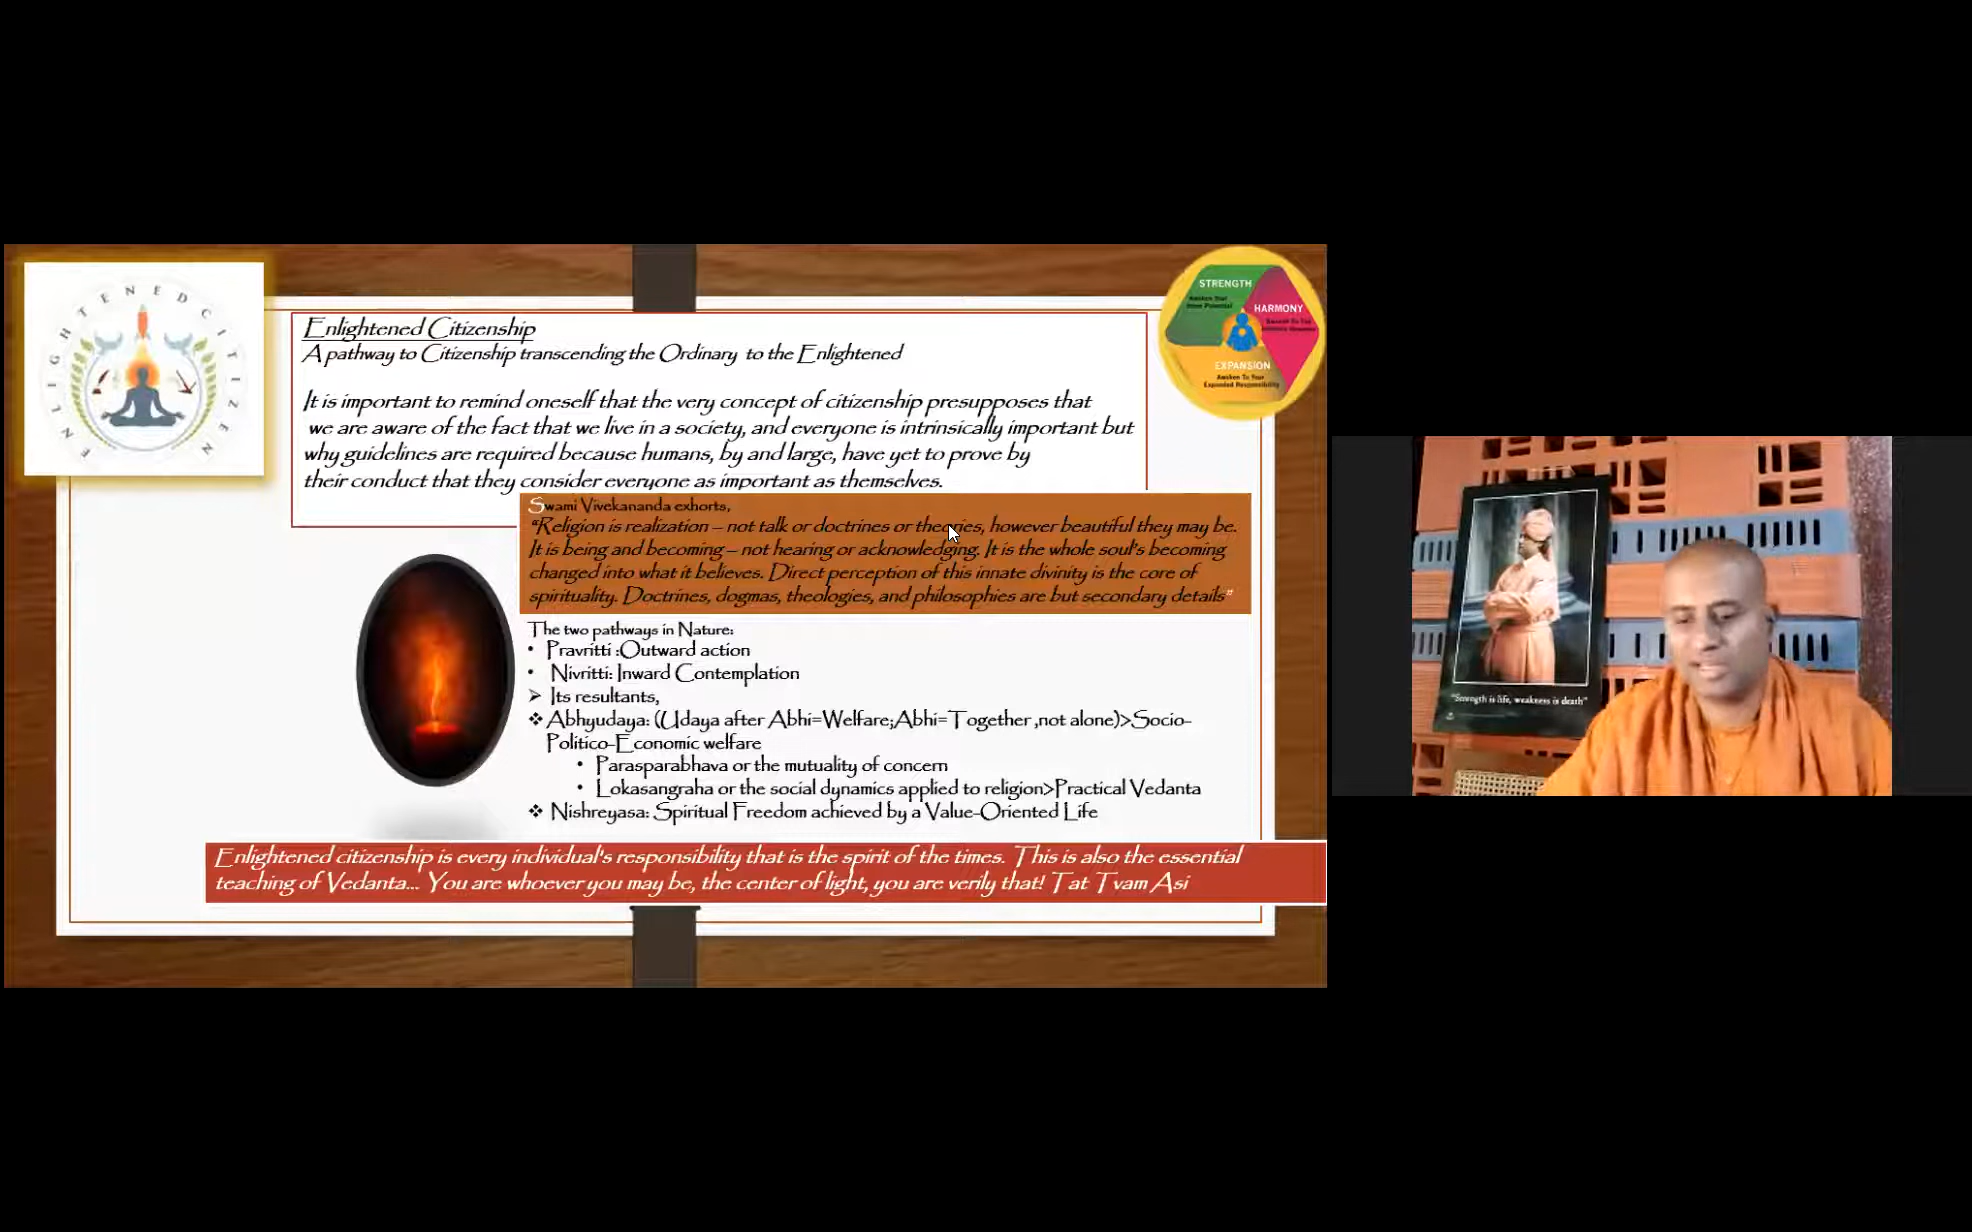 ENLIGHTENED CITIZEN
STRENGTH
Awaken Your
Inner Potential
HARMONY
EXPANSION
Awaken To Your
Expanded Responsibility
Enlightened Citizenship
A pathway to Citizenship transcending the Ordinary to the Enlightened
It is important to remind oneself that the very concept of citizenship presupposes that
we are aware of the fact that we live in a society, and everyone is intrinsically important but
why guidelines are required because humans, by and large, have yet to prove by
their conduct that they consider everyone as important as themselves.
Swami Vivekananda exhorts,
"Religion is realization – not talk or doctrines or theories, however beautiful they may be.
It is being and becoming – not hearing or acknowledging. It is the whole soul's becoming
changed into what it believes. Direct perception of this innate divinity is the core of
spirituality. Doctrines, dogmas, theologies, and philosophies are but secondary details"
The two pathways in Nature:
• Pravritti :Outward action
• Nivritti: Inward Contemplation
➤ Its resultants,
❖ Abhyudaya: (Udaya after Abhi=Welfare;Abhi=Together ,not alone)>Socio-
Politico-Economic welfare
• Parasparabhava or the mutuality of concern
• Lokasangraha or the social dynamics applied to religion>Practical Vedanta
❖ Nishreyasa: Spiritual Freedom achieved by a Value-Oriented Life
Enlightened citizenship is every individual's responsibility that is the spirit of the times. This is also the essential
teaching of Vedanta... You are whoever you may be, the center of light, you are verily that! Tat Tvam Asi
"Strength is life, weakness is death"